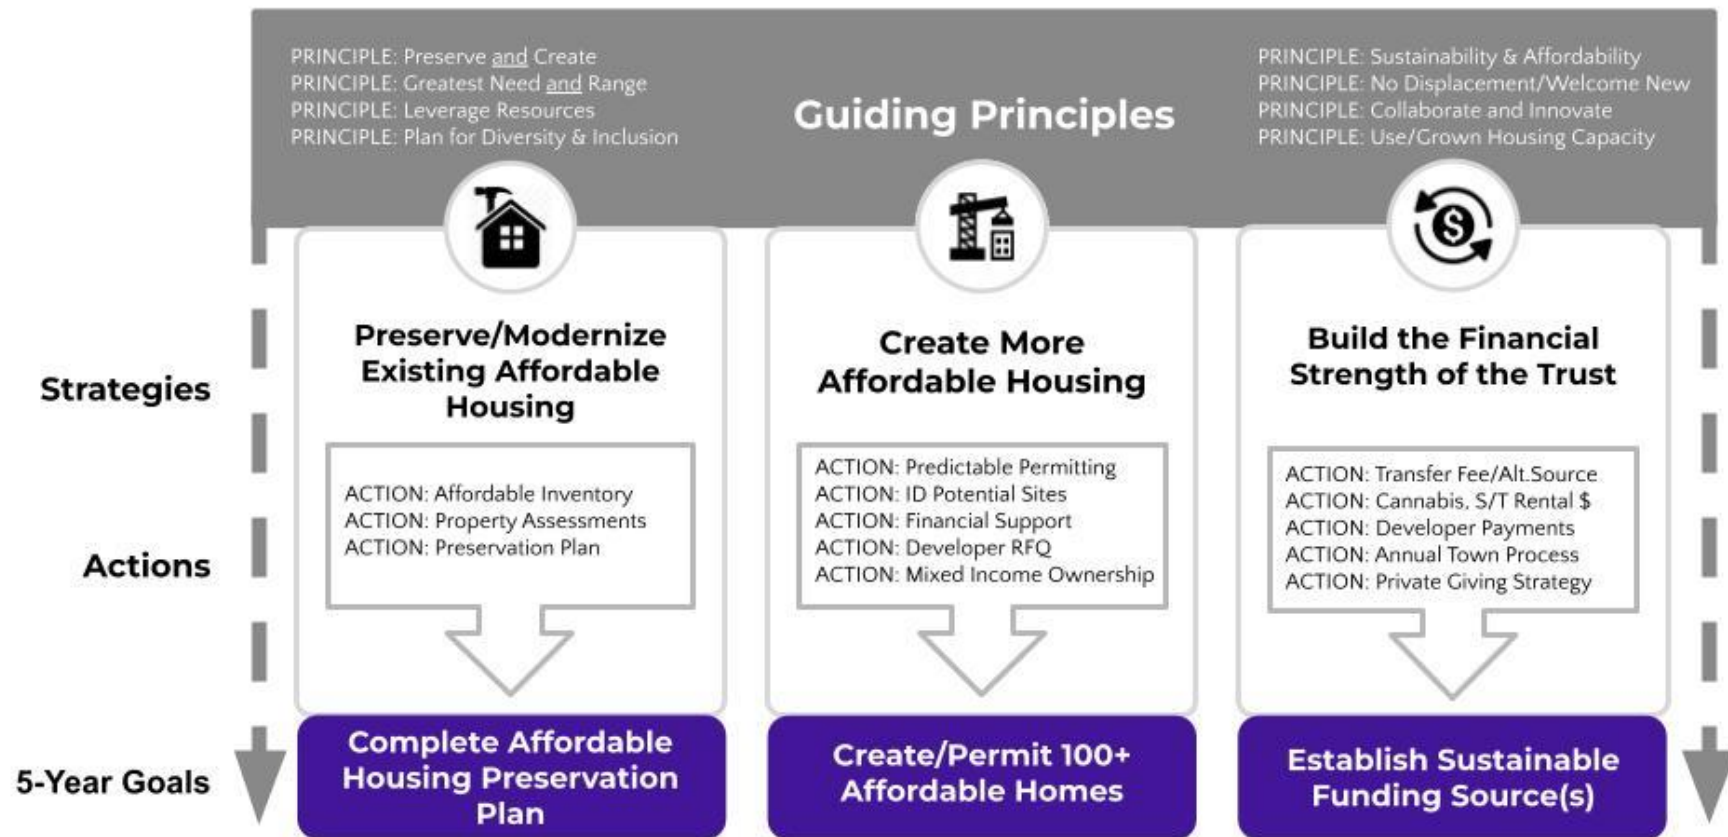 PRINCIPLE: Preserve and Create
PRINCIPLE: Greatest Need and Range
PRINCIPLE: Leverage Resources
PRINCIPLE: Plan for Diversity & Inclusion
Guiding Principles
PRINCIPLE: Sustainability & Affordability
PRINCIPLE: No Displacement/Welcome New
PRINCIPLE: Collaborate and Innovate
PRINCIPLE: Use/Grown Housing Capacity
$
Strategies
Preserve/Modernize
Existing Affordable
Housing
Create More
Affordable Housing
Build the Financial
Strength of the Trust
Actions
ACTION: Affordable Inventory
ACTION: Property Assessments
ACTION: Preservation Plan
ACTION: Predictable Permitting
ACTION: ID Potential Sites
ACTION: Financial Support
ACTION: Developer RFQ
ACTION: Mixed Income Ownership
ACTION: Transfer Fee/Alt.Source
ACTION: Cannabis, S/T Rental $
ACTION: Developer Payments
ACTION: Annual Town Process
ACTION: Private Giving Strategy
5-Year Goals
Complete Affordable
Housing Preservation
Plan
Create/Permit 100+
Affordable Homes
Establish Sustainable
Funding Source(s)